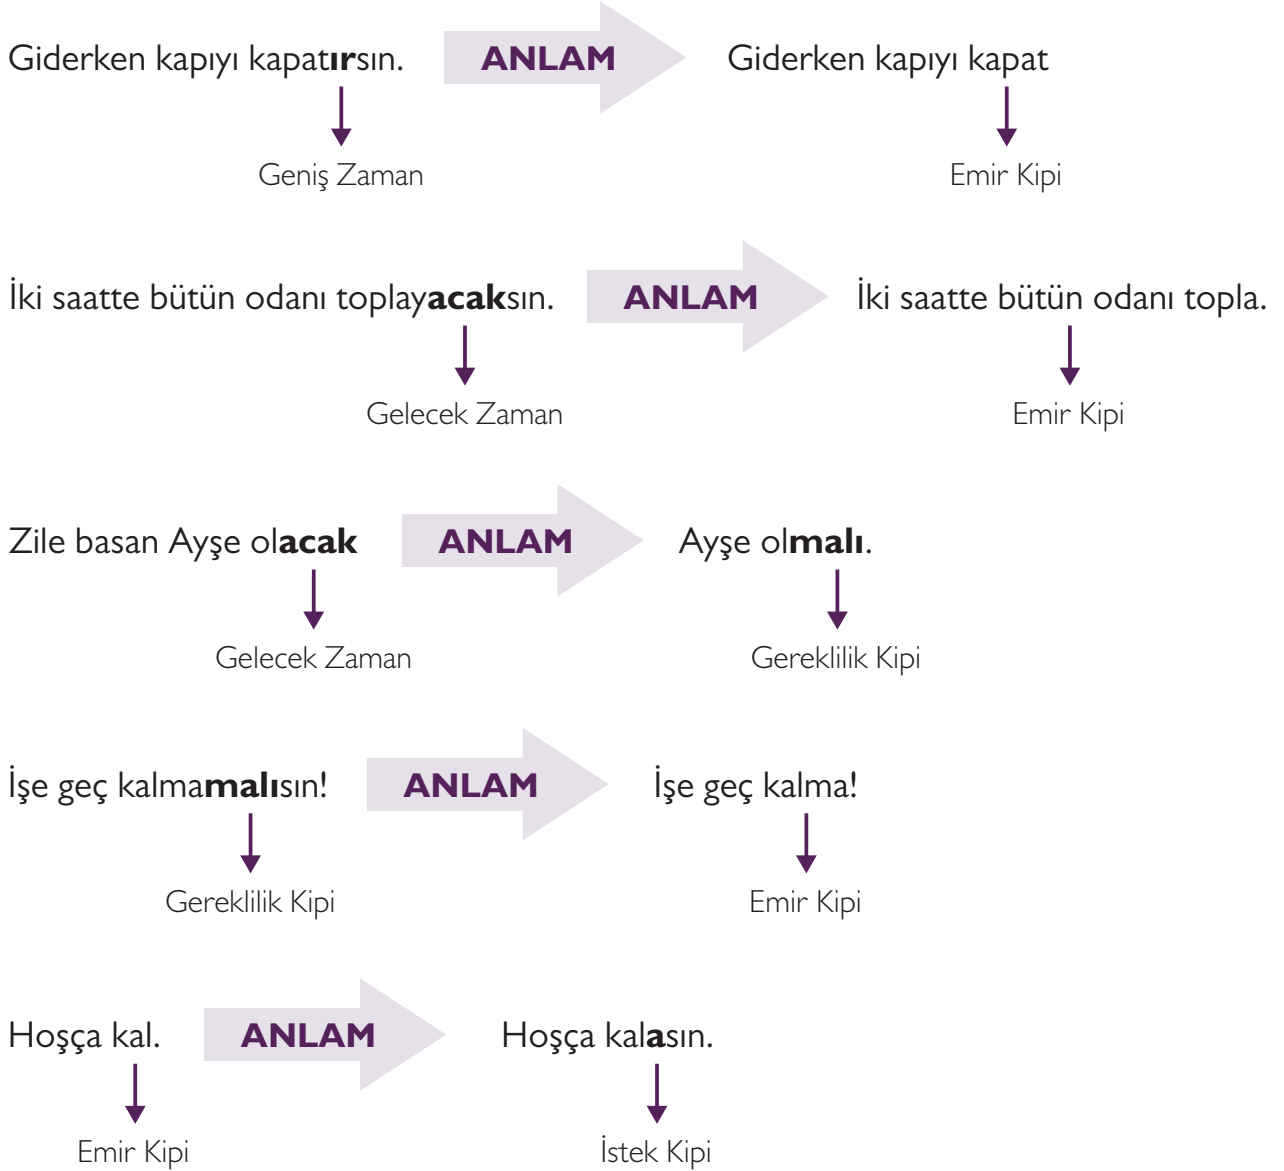 Giderken kapıyı kapatırsın. ANLAM Giderken kapıyı kapat
Geniş Zaman Emir Kipi
İki saatte bütün odanı toplayacaksın. ANLAM İki saatte bütün odanı topla.
Gelecek Zaman Emir Kipi
Zile basan Ayşe olacak ANLAM Ayşe olmalı.
Gelecek Zaman Gereklilik Kipi
İşe geç kalmamalısın! ANLAM İşe geç kalma!
Gereklilik Kipi Emir Kipi
Hoşça kal. ANLAM Hoşça kalasın.
Emir Kipi İstek Kipi